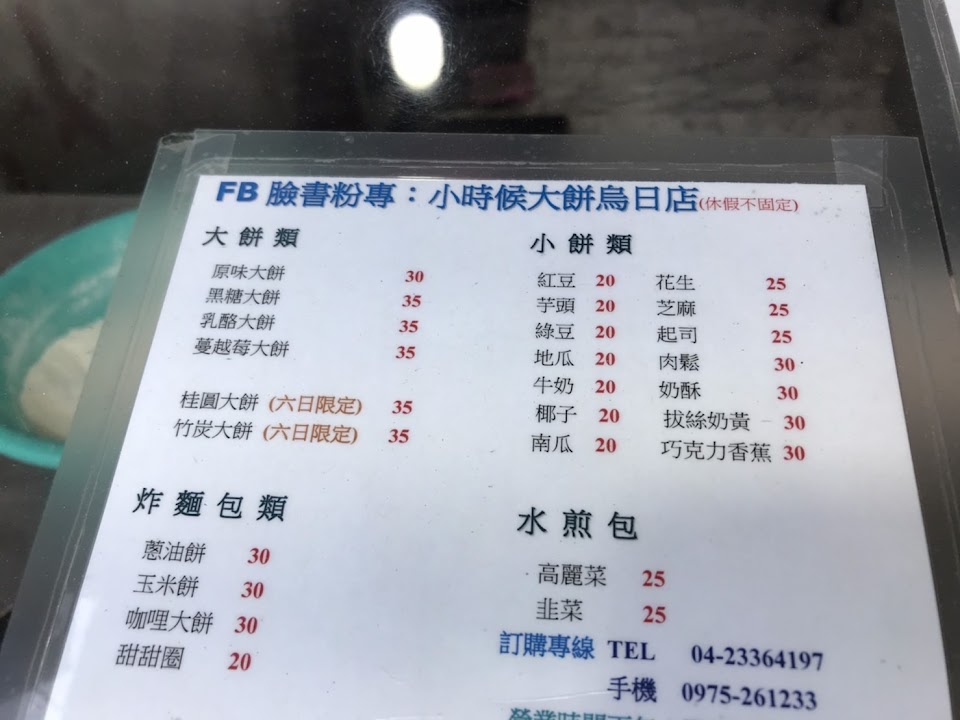 FB 臉書粉專：小時候大餅烏日店(休假不固定)
大餅類
原味大餅 30
黑糖大餅 35
乳酪大餅 35
蔓越莓大餅 35
桂圓大餅 (六日限定) 35
竹炭大餅 (六日限定) 35
小餅類
紅豆 20 花生 25
芋頭 20 芝麻 25
綠豆 20 起司 25
地瓜 20 肉鬆 30
牛奶 20 奶酥 30
椰子 20 拔絲奶黃 30
南瓜 20 巧克力香蕉 30
炸麵包類
蔥油餅 30
玉米餅 30
咖哩大餅 30
甜甜圈 20
水煎包
高麗菜 25
韭菜 25
訂購專線 TEL 04-23364197
手機 0975-261233
營業時間下午